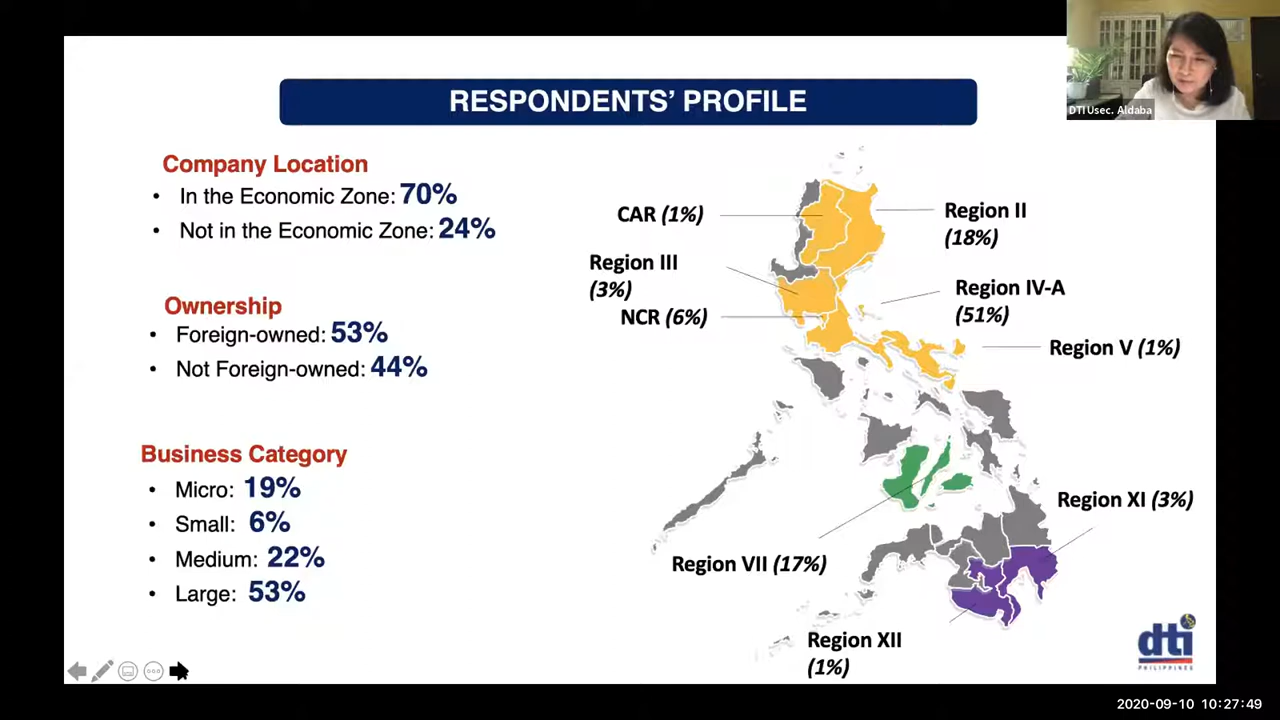 RESPONDENTS' PROFILE
DTI Usec. Aldaba
Company Location
• In the Economic Zone: 70%
• Not in the Economic Zone: 24%
Ownership
• Foreign-owned: 53%
• Not Foreign-owned: 44%
Business Category
• Micro: 19%
• Small: 6%
• Medium: 22%
• Large: 53%
CAR (1%)
Region II
(18%)
Region III
(3%)
Region IV-A
(51%)
NCR (6%)
Region V (1%)
Region XI (3%)
Region VII (17%)
Region XII
(1%)
dti
PHILIPPINES
2020-09-10 10:27:49